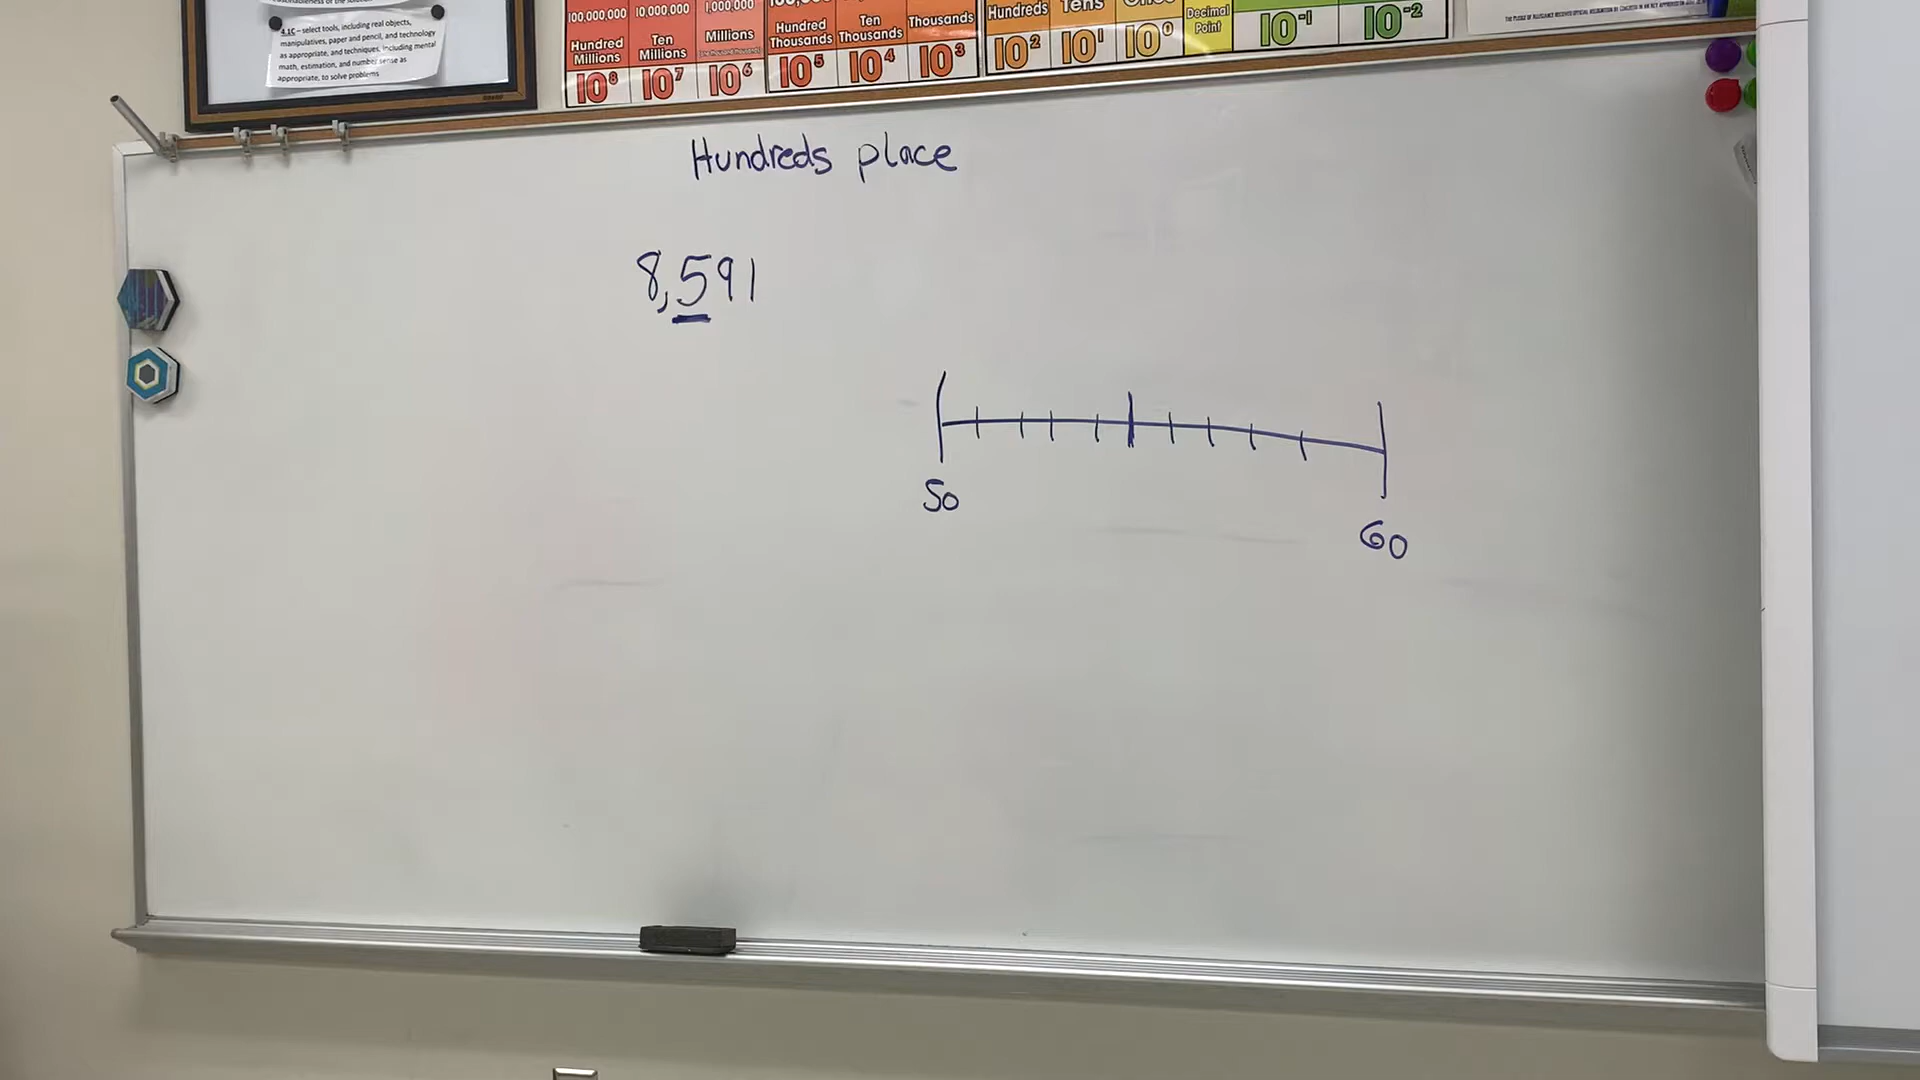 4.1C – select tools, including real objects,
manipulatives, paper and pencil, and technology
as appropriate, and techniques, including mental
math, estimation, and number sense as
appropriate, to solve problems
100,000,000 10,000,000 1,000,000
Hundred Millions
Ten Millions
Millions
Hundred Thousands
Ten Thousands
Thousands
Hundreds
Tens
Ones
Decimal Point
10⁸ 10⁷ 10⁶ 10⁵ 10⁴ 10³ 10² 10¹ 10⁰ 10⁻¹ 10⁻²
Hundreds place
8,591
50
60